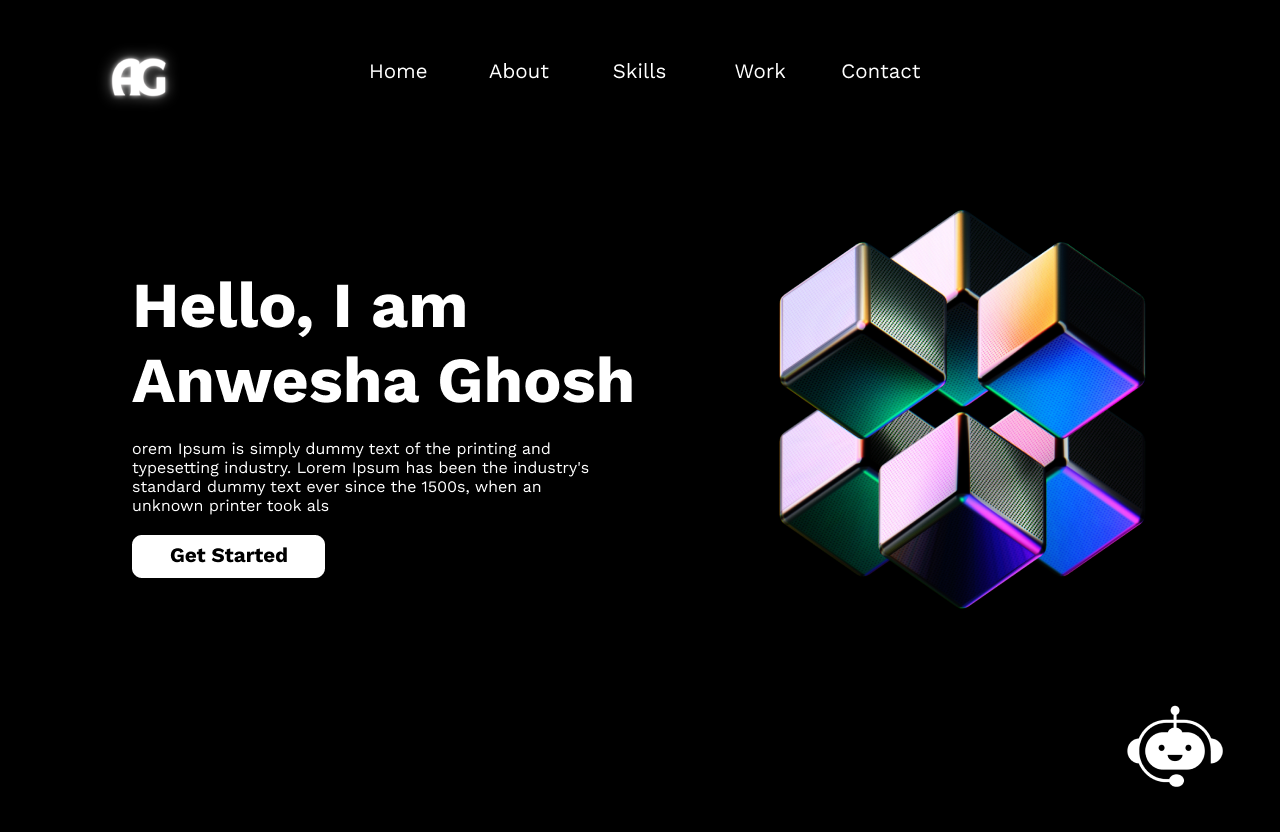 AG
Home About Skills Work Contact
Hello, I am
Anwesha Ghosh
orem Ipsum is simply dummy text of the printing and
typesetting industry. Lorem Ipsum has been the industry's
standard dummy text ever since the 1500s, when an
unknown printer took als
Get Started